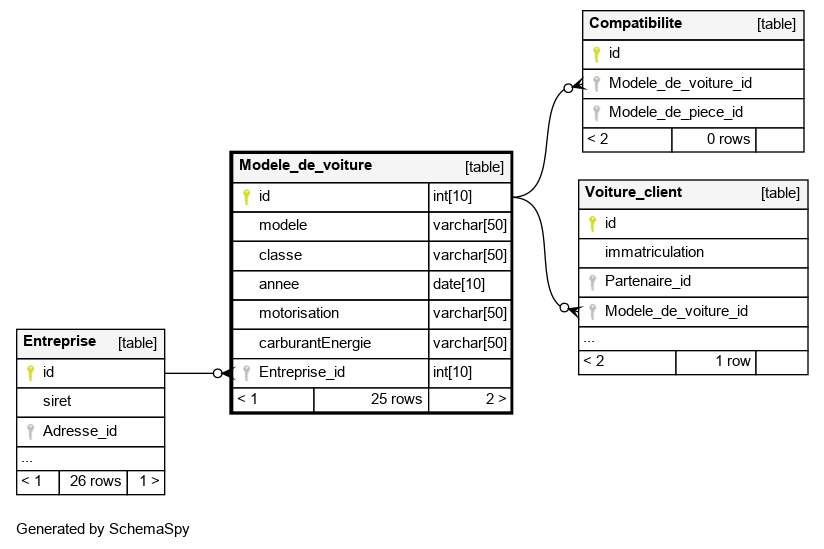 Compatibilite [table]
id
Modele_de_voiture_id
Modele_de_piece_id
< 2 0 rows
Modele_de_voiture [table]
id int[10]
modele varchar[50]
classe varchar[50]
annee date[10]
motorisation varchar[50]
carburantEnergie varchar[50]
Entreprise_id int[10]
< 1 25 rows 2 >
Voiture_client [table]
id
immatriculation
Partenaire_id
Modele_de_voiture_id
...
< 2 1 row
Entreprise [table]
id
siret
Adresse_id
...
< 1 26 rows 1 >
Generated by SchemaSpy